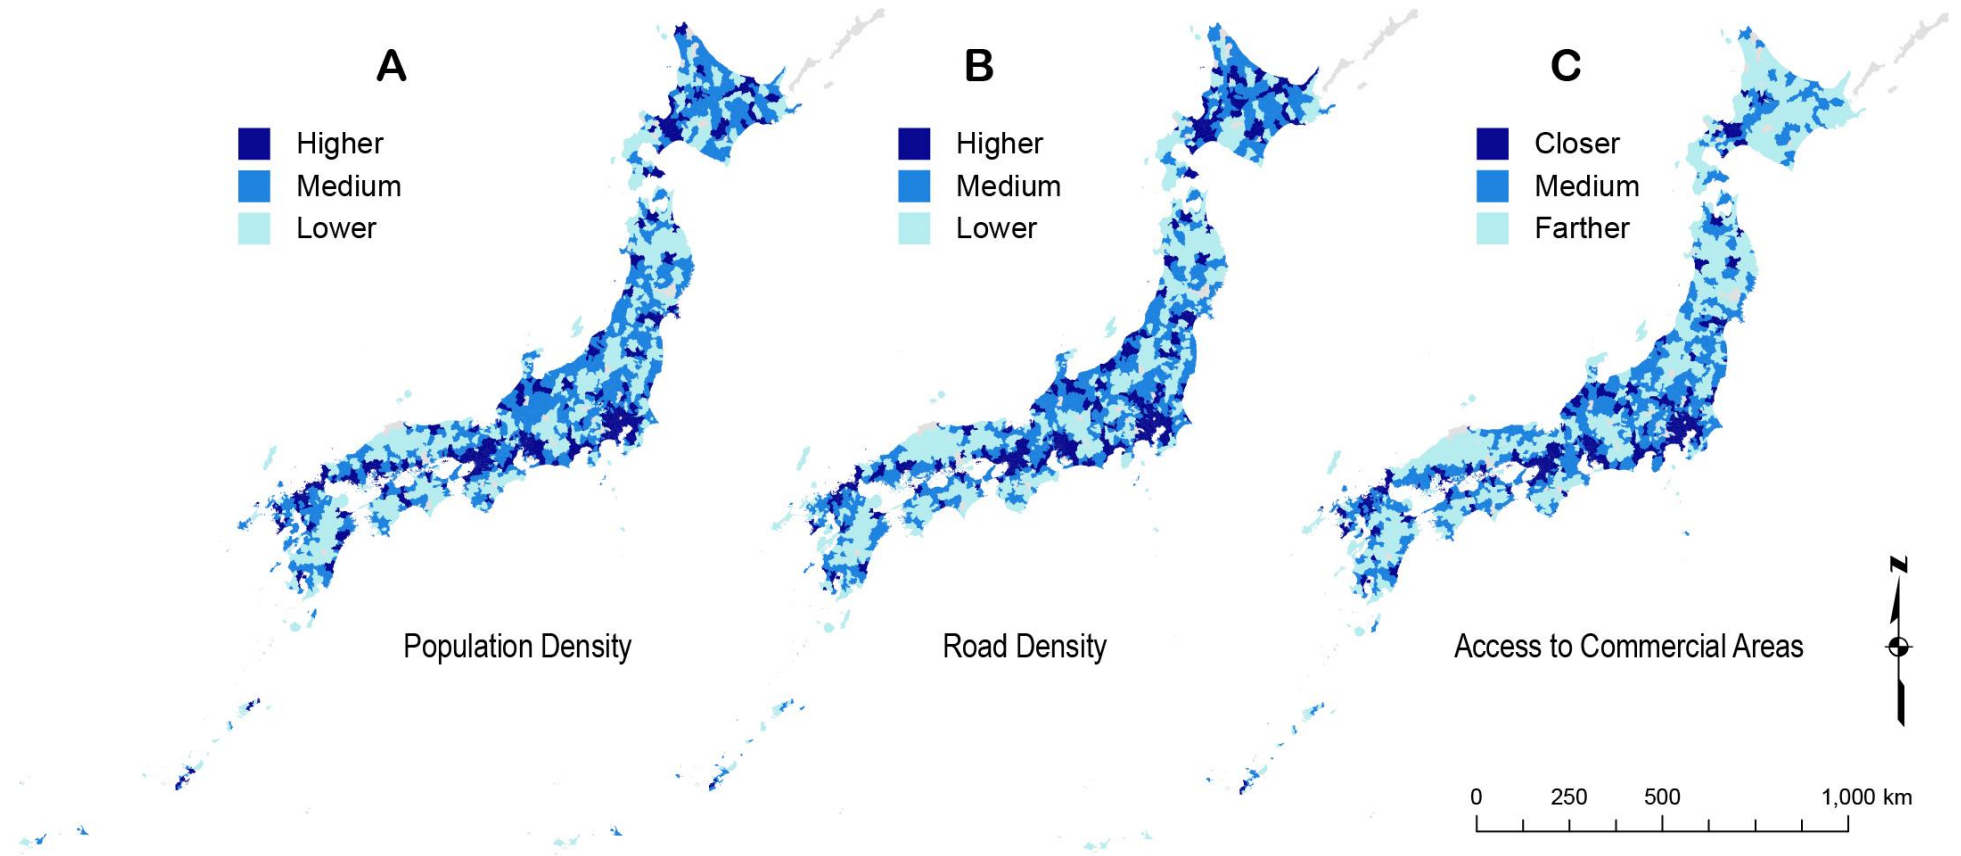 A
Higher
Medium
Lower
Population Density
B
Higher
Medium
Lower
Road Density
C
Closer
Medium
Farther
Access to Commercial Areas
N
0 250 500 1,000 km